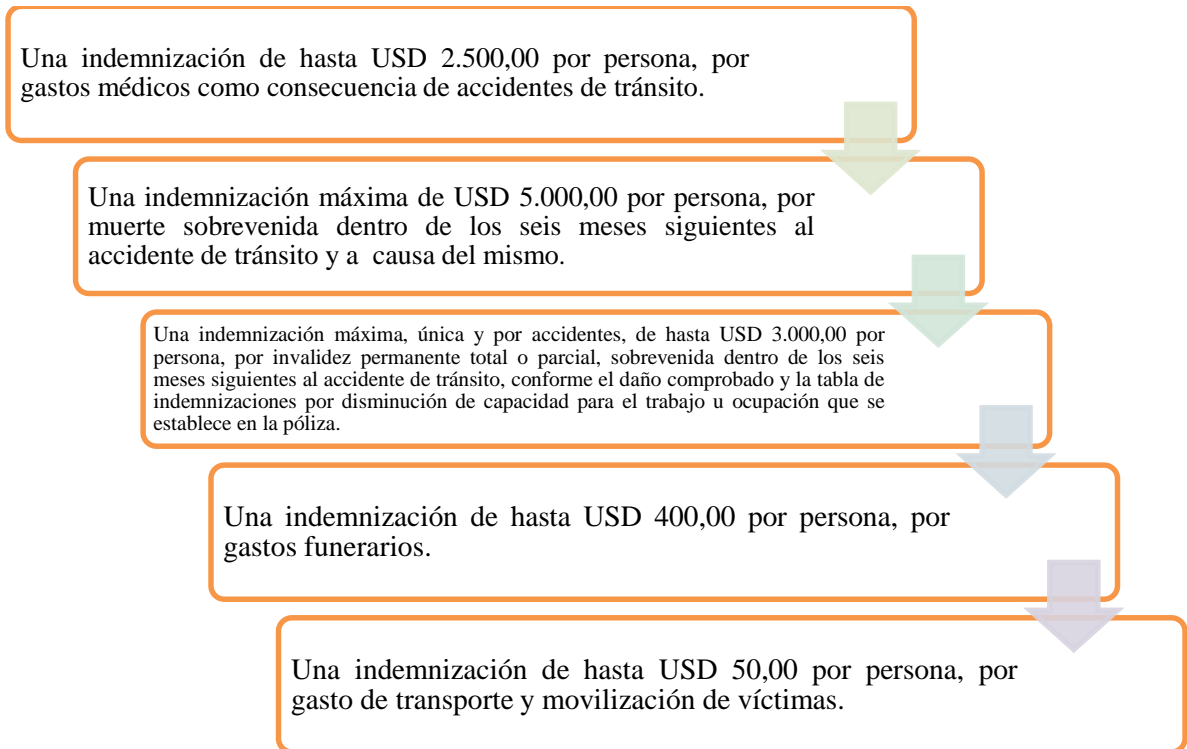 Una indemnización de hasta USD 2.500,00 por persona, por
gastos médicos como consecuencia de accidentes de tránsito.
Una indemnización máxima de USD 5.000,00 por persona, por
muerte sobrevenida dentro de los seis meses siguientes al
accidente de tránsito y a causa del mismo.
Una indemnización máxima, única y por accidentes, de hasta USD 3.000,00 por
persona, por invalidez permanente total o parcial, sobrevenida dentro de los seis
meses siguientes al accidente de tránsito, conforme el daño comprobado y la tabla de
indemnizaciones por disminución de capacidad para el trabajo u ocupación que se
establece en la póliza.
Una indemnización de hasta USD 400,00 por persona, por
gastos funerarios.
Una indemnización de hasta USD 50,00 por persona, por
gasto de transporte y movilización de víctimas.